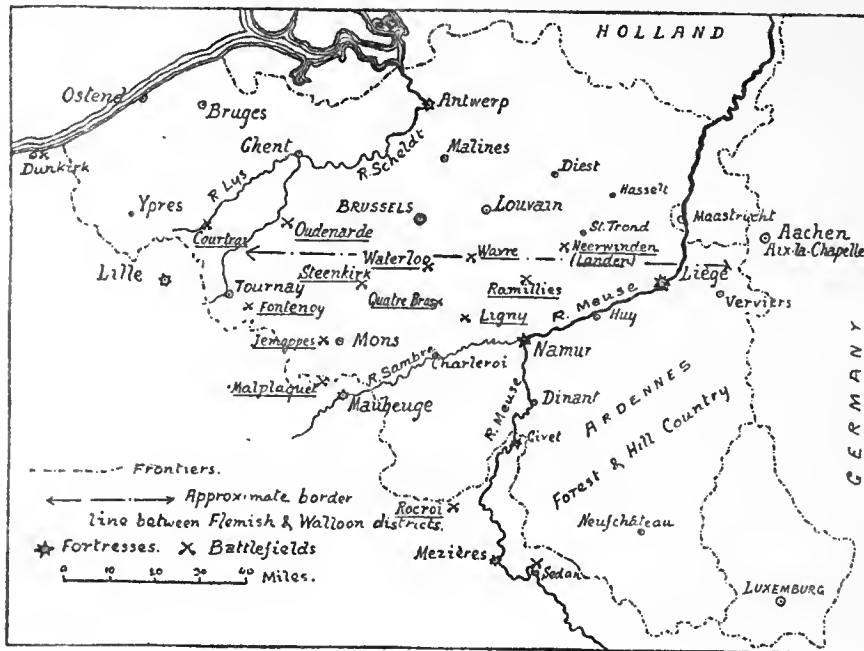 HOLLAND
Ostend
Bruges
Antwerp
Dunkirk
Ghent
R. Scheldt
Malines
Diest
R. Lys
Hasselt
Ypres
BRUSSELS
Louvain
Maastrucht
Courtrai
Oudenarde
St. Trond
Aachen
Aix-la-Chapelle
Waterloo
Wavre
Neerwinden
(Landen)
Lille
Steenkirk
Ramillies
Liège
Tournay
Fontenoy
Quatre Bras
Ligny
R. Meuse
Huy
Verviers
Jemappes
Mons
R. Sambre
Charleroi
Namur
Malplaquet
Maubeuge
R. Meuse
Dinant
ARDENNES
Givet
Forest & Hill Country
GERMANY
Frontiers.
Approximate border
line between Flemish & Walloon districts.
Rocroi
Neufchâteau
Fortresses. Battlefields
Mezières
Sedan
0 10 20 30 40 Miles.
LUXEMBURG